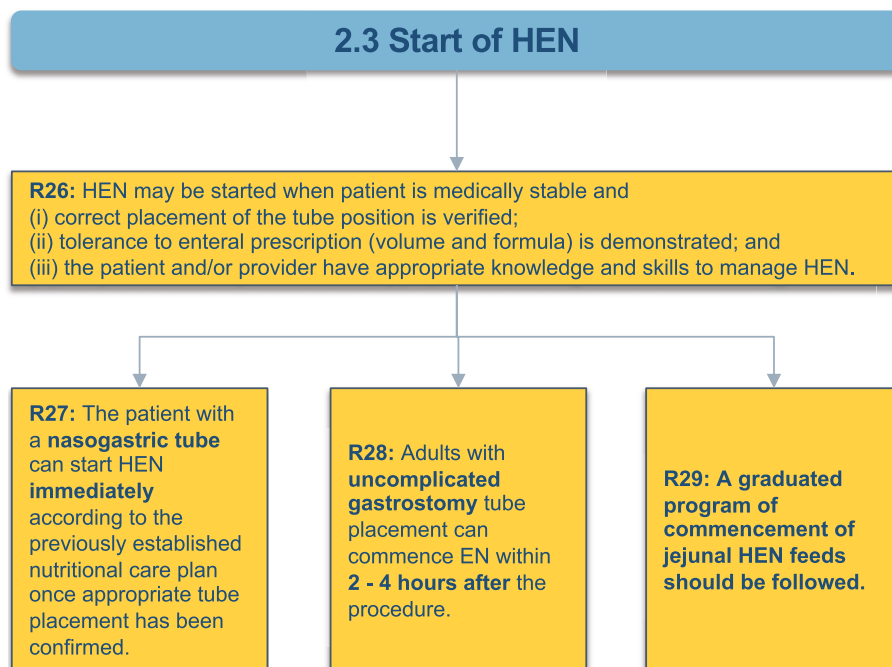 2.3 Start of HEN
R26: HEN may be started when patient is medically stable and
(i) correct placement of the tube position is verified;
(ii) tolerance to enteral prescription (volume and formula) is demonstrated; and
(iii) the patient and/or provider have appropriate knowledge and skills to manage HEN.
R27: The patient with
a nasogastric tube
can start HEN
immediately
according to the
previously established
nutritional care plan
once appropriate tube
placement has been
confirmed.
R28: Adults with
uncomplicated
gastrostomy tube
placement can
commence EN within
2 - 4 hours after the
procedure.
R29: A graduated
program of
commencement of
jejunal HEN feeds
should be followed.